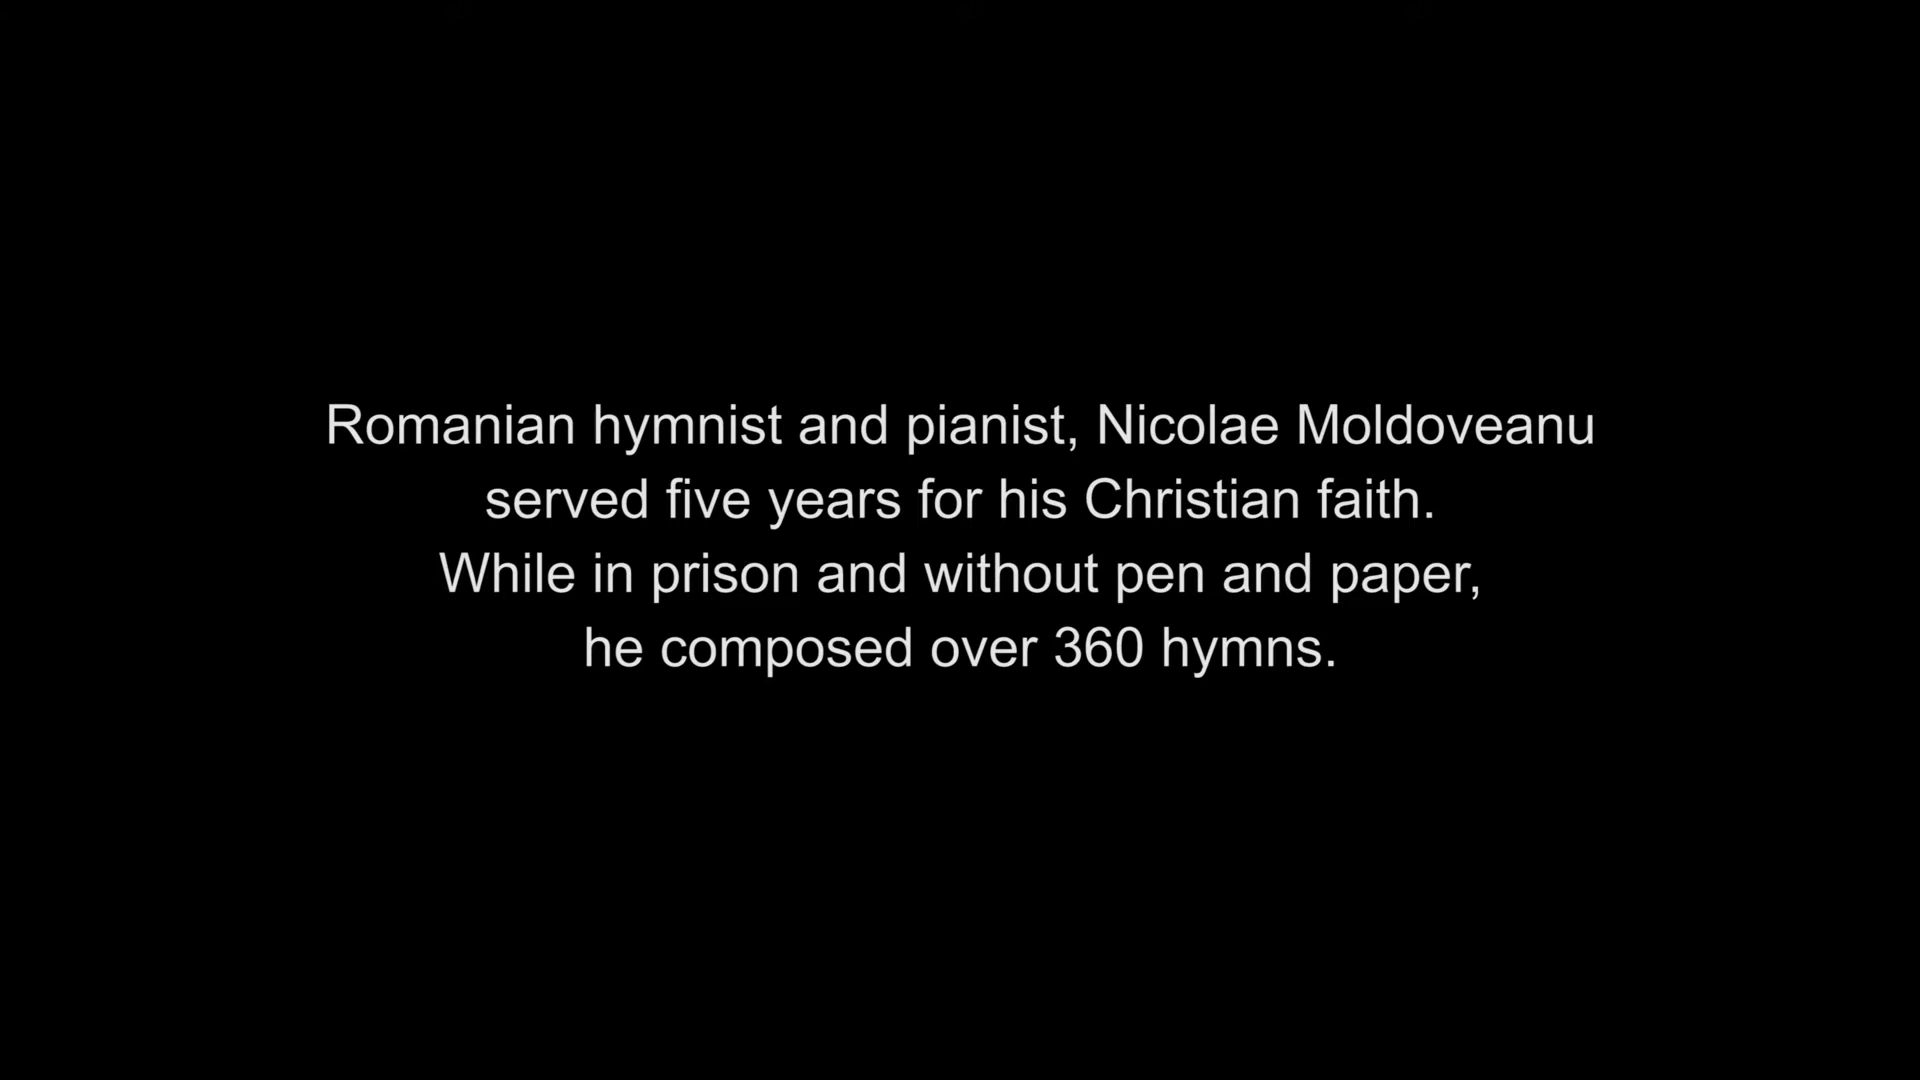 Romanian hymnist and pianist, Nicolae Moldoveanu
served five years for his Christian faith.
While in prison and without pen and paper,
he composed over 360 hymns.